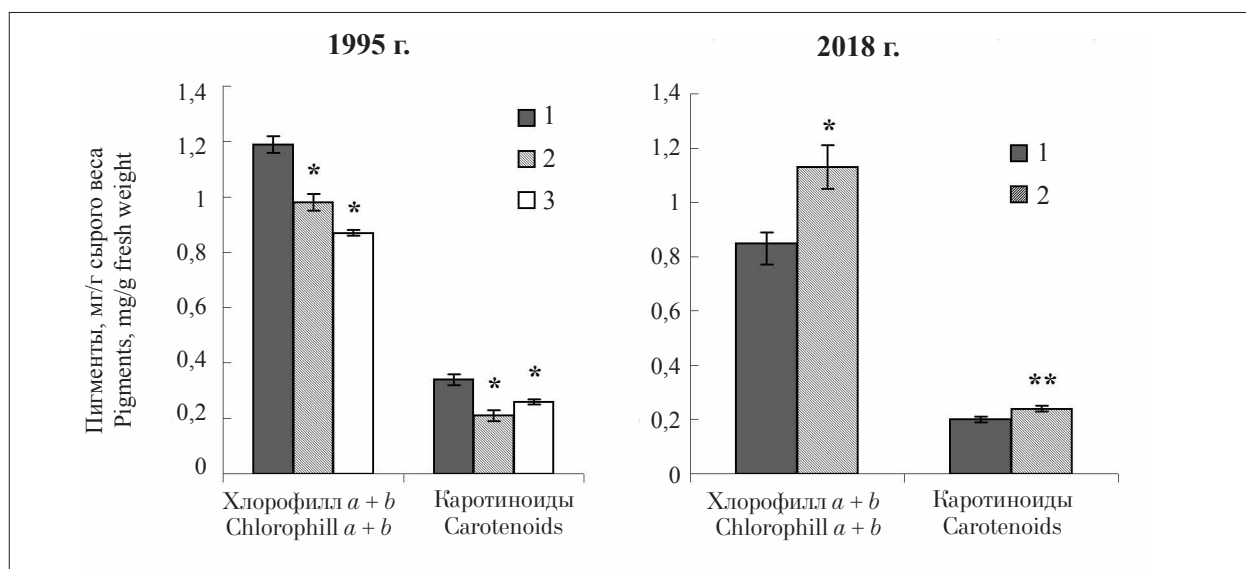 1995 г.
Пигменты, мг/г сырого веса
Pigments, mg/g fresh weight
1,4
1,2
1
0,8
0,6
0,4
0,2
0
1
2
3
*
*
*
*
Хлорофилл a + b
Chlorophill a + b
Каротиноиды
Carotenoids
2018 г.
1,4
1,2
1
0,8
0,6
0,4
0,2
0
1
2
*
**
Хлорофилл a + b
Chlorophill a + b
Каротиноиды
Carotenoids